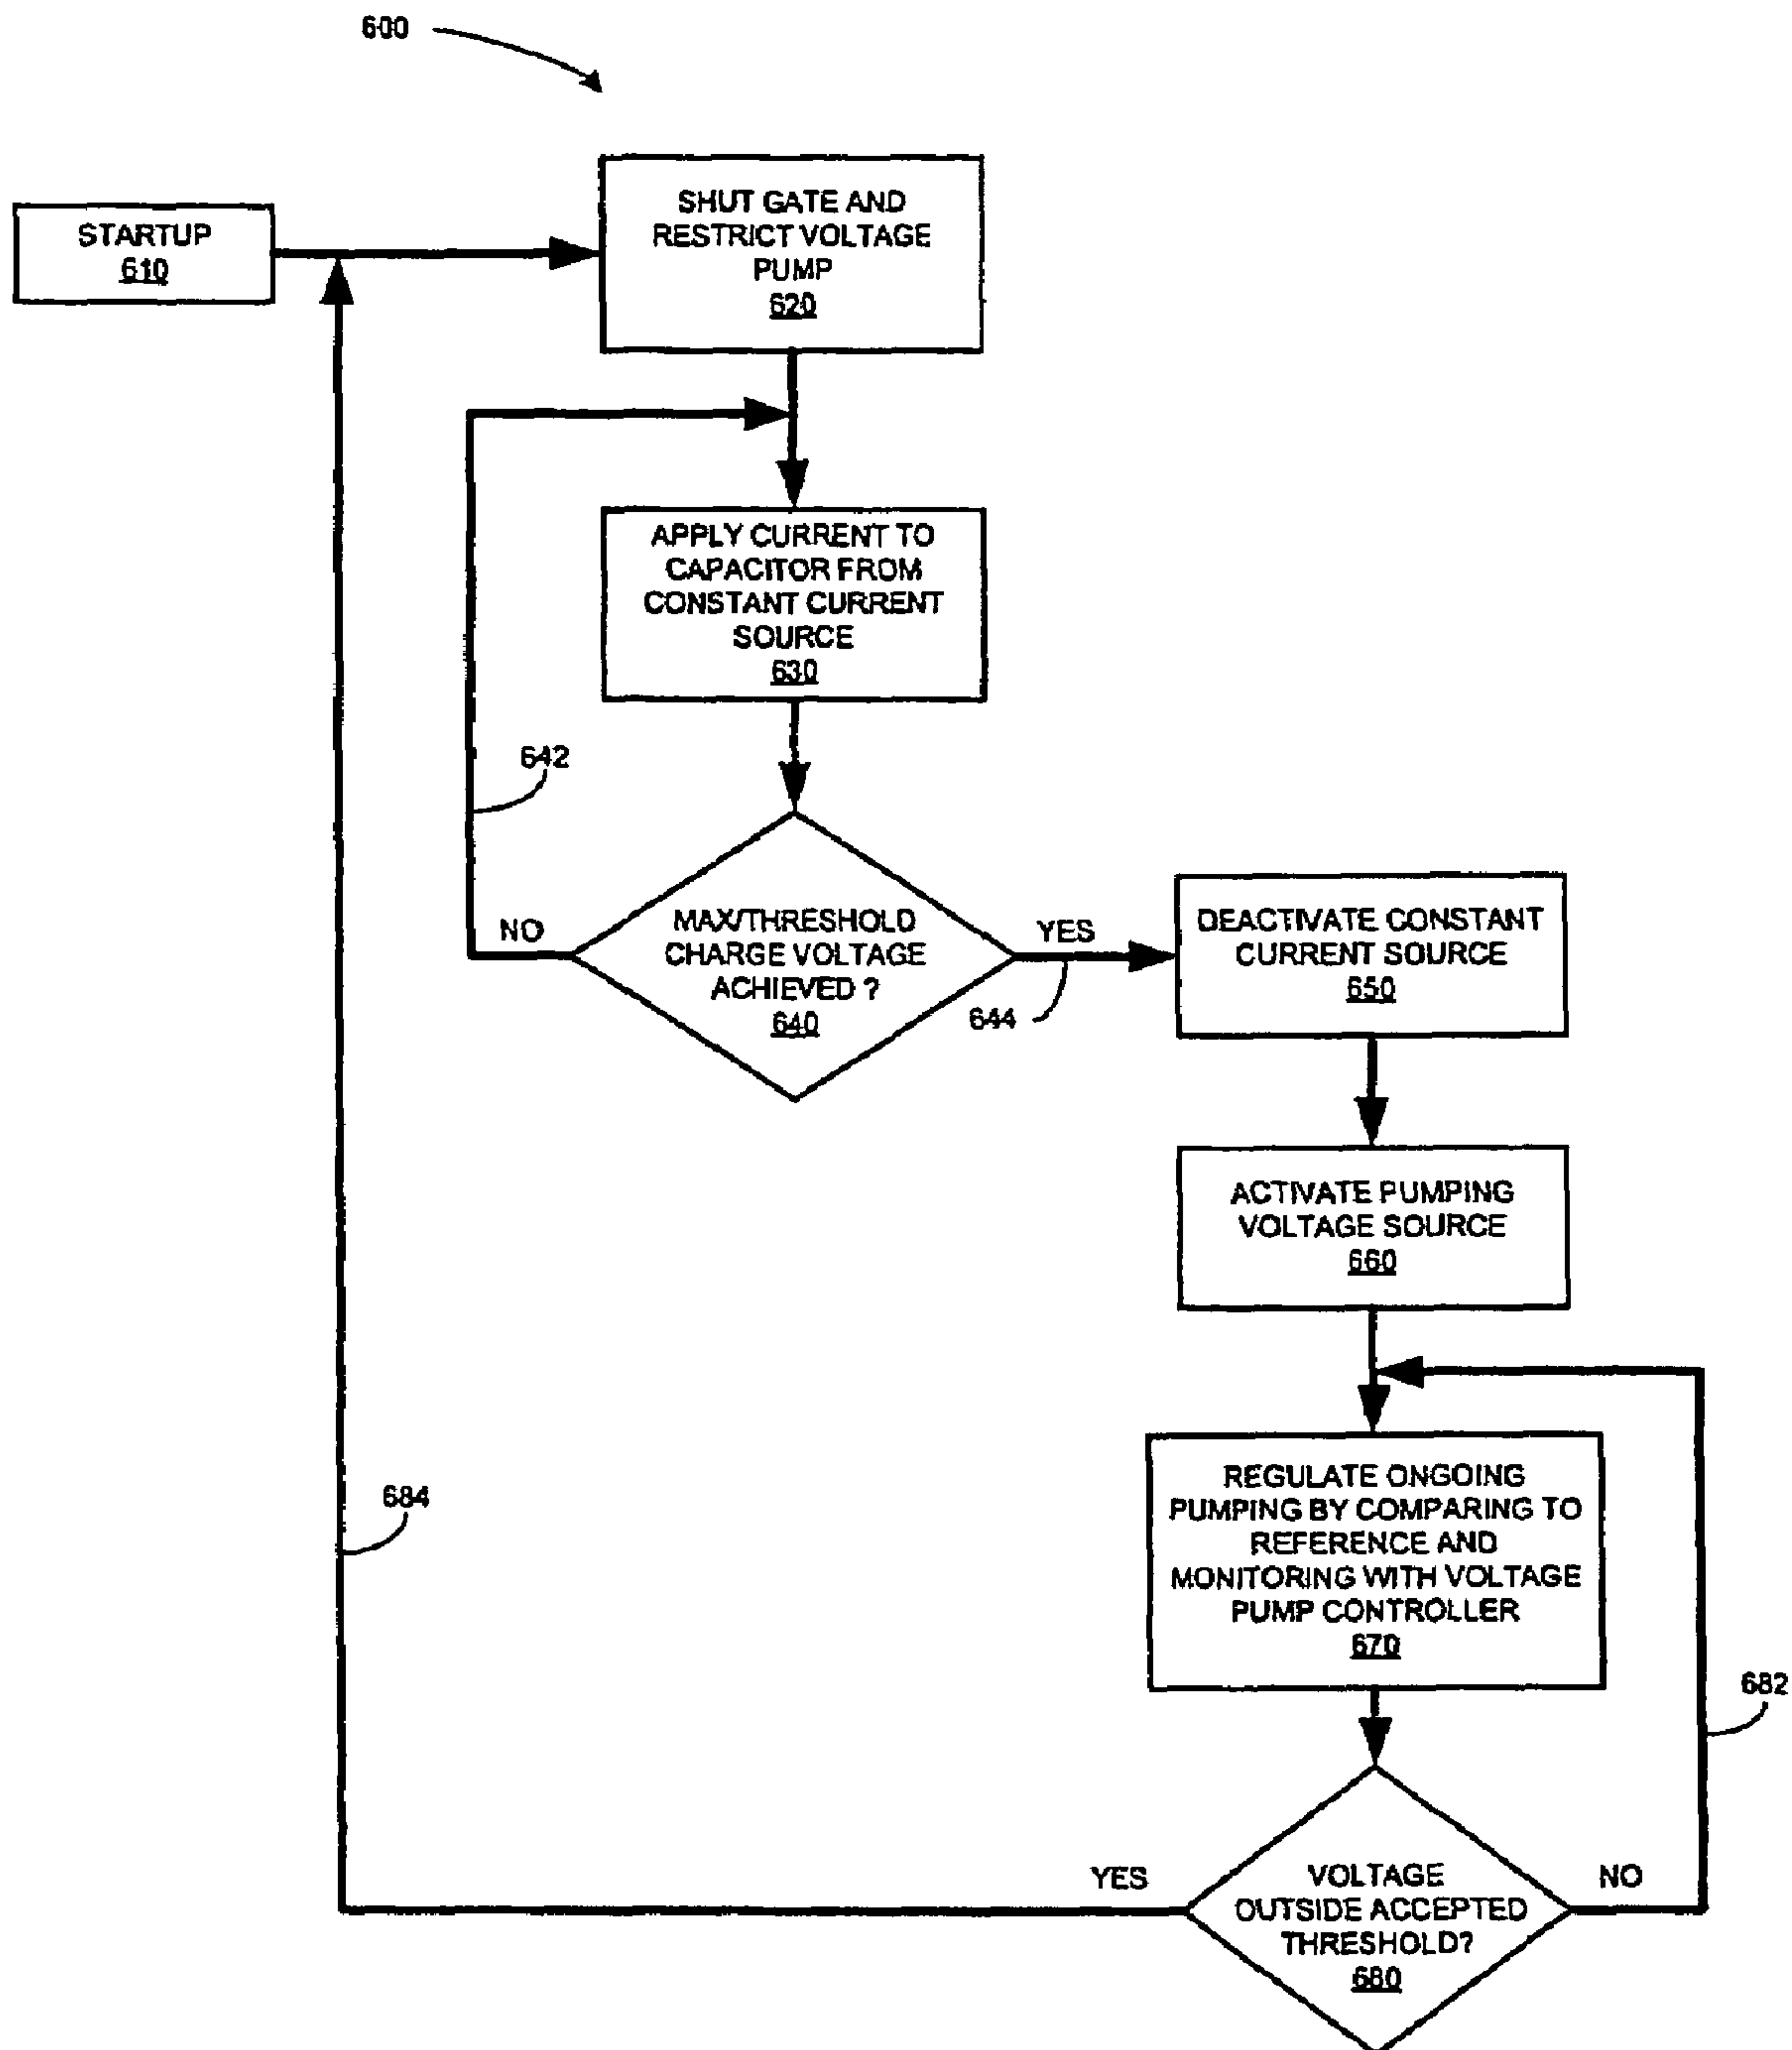 600
STARTUP
610
SHUT GATE AND
RESTRICT VOLTAGE
PUMP
620
APPLY CURRENT TO
CAPACITOR FROM
CONSTANT CURRENT
SOURCE
630
642
MAX/THRESHOLD
CHARGE VOLTAGE
ACHIEVED ?
640
NO
YES
644
DEACTIVATE CONSTANT
CURRENT SOURCE
650
ACTIVATE PUMPING
VOLTAGE SOURCE
660
REGULATE ONGOING
PUMPING BY COMPARING TO
REFERENCE AND
MONITORING WITH VOLTAGE
PUMP CONTROLLER
670
684
682
YES
VOLTAGE
OUTSIDE ACCEPTED
THRESHOLD?
680
NO